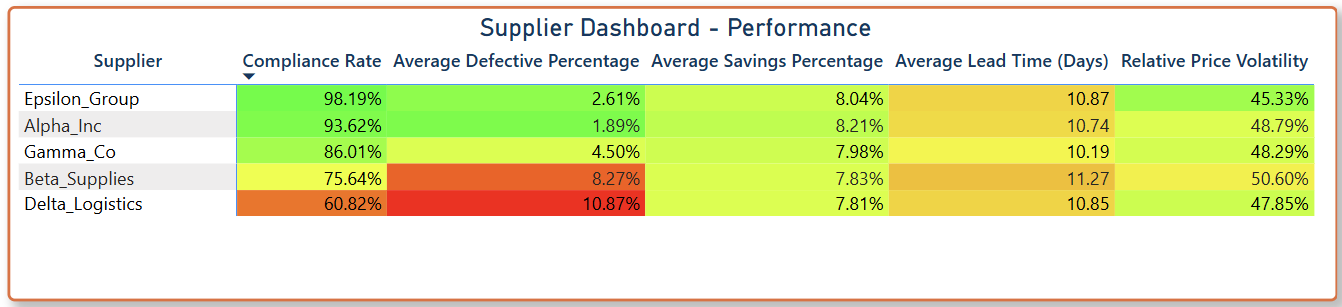 Supplier Dashboard - Performance
Supplier Compliance Rate Average Defective Percentage Average Savings Percentage Average Lead Time (Days) Relative Price Volatility
Epsilon_Group 98.19% 2.61% 8.04% 10.87 45.33%
Alpha_Inc 93.62% 1.89% 8.21% 10.74 48.79%
Gamma_Co 86.01% 4.50% 7.98% 10.19 48.29%
Beta_Supplies 75.64% 8.27% 7.83% 11.27 50.60%
Delta_Logistics 60.82% 10.87% 7.81% 10.85 47.85%